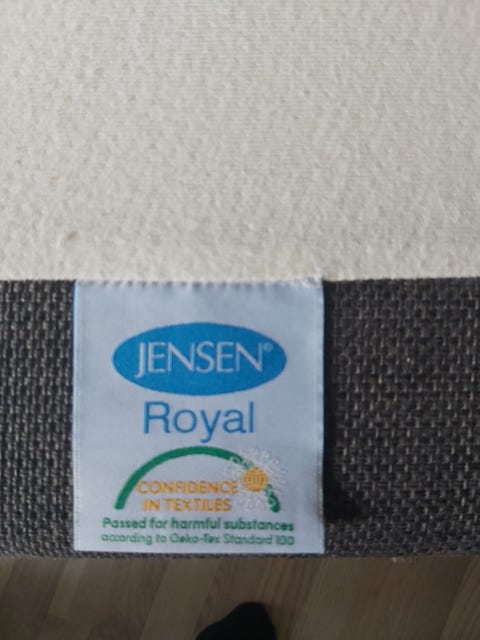 JENSEN®
Royal
CONFIDENCE
IN TEXTILES
Passed for harmful substances
according to Oeko-Tex Standard 100